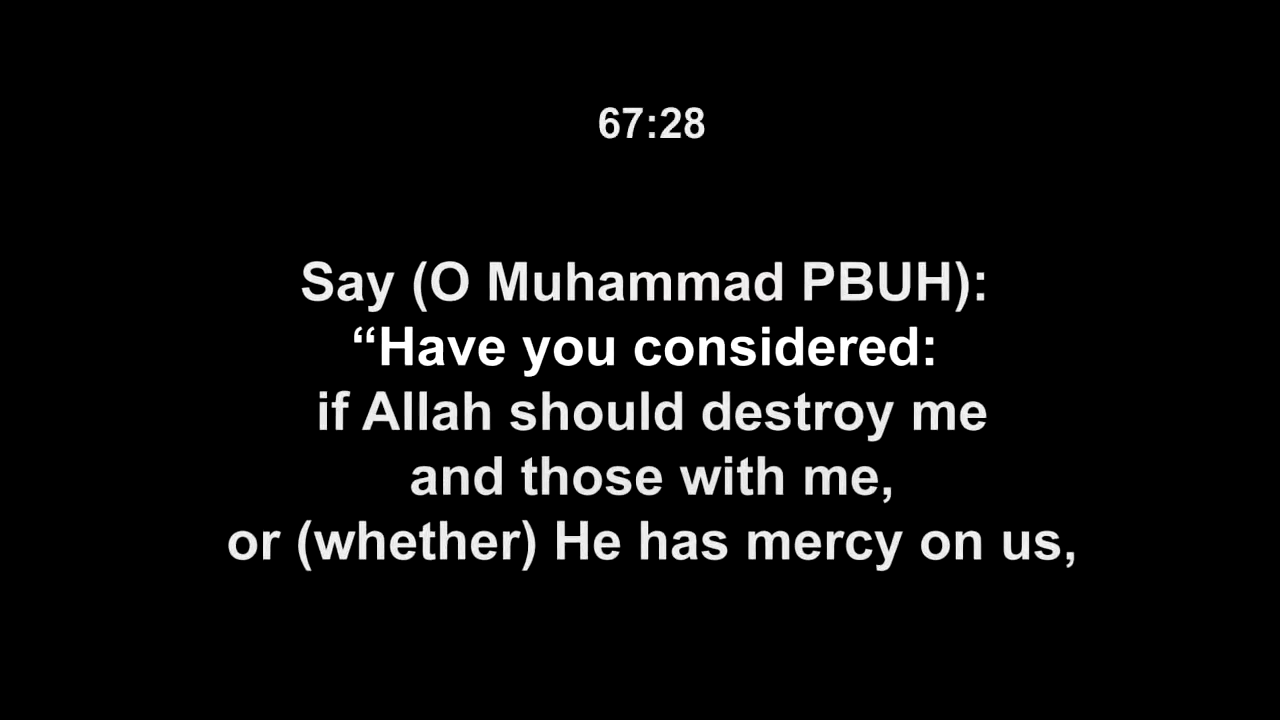 67:28
Say (O Muhammad PBUH):
“Have you considered:
if Allah should destroy me
and those with me,
or (whether) He has mercy on us,